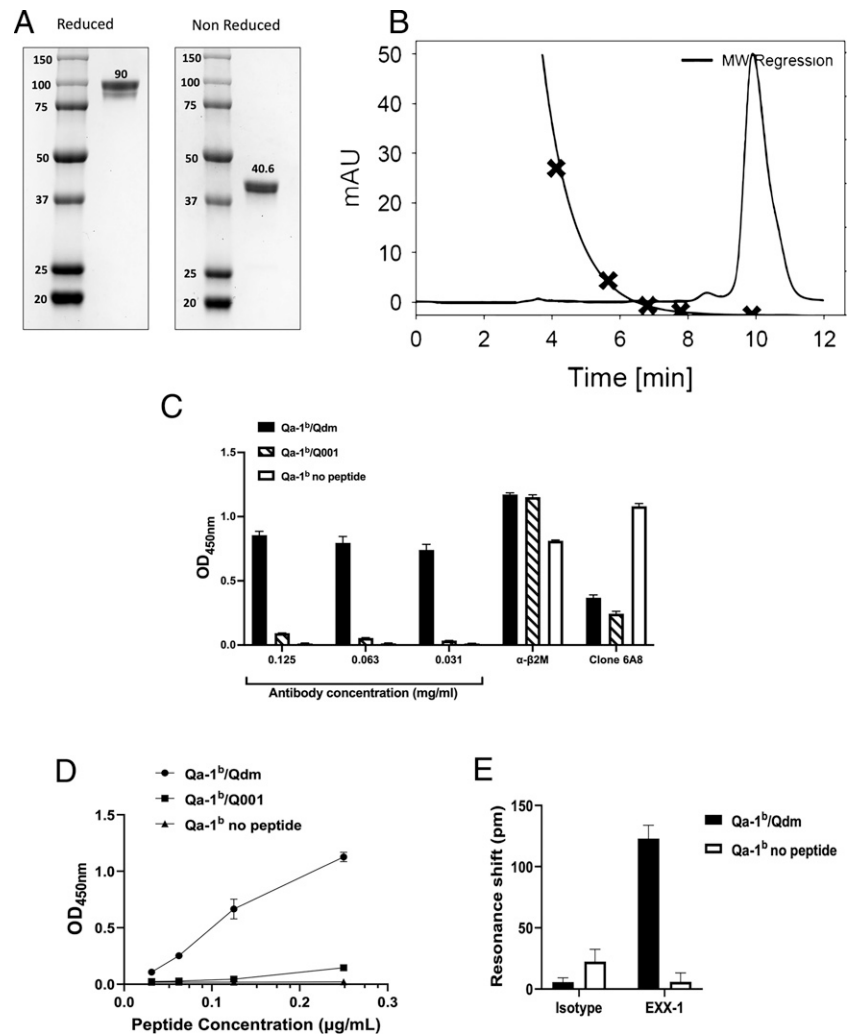 A
Reduced
Non Reduced
150
100
75
50
37
25
20
90
150
100
75
50
37
25
20
40.6
B
MW Regression
50
40
30
20
10
0
mAU
0 2 4 6 8 10 12
Time [min]
C
Qa-1b/Qdm
Qa-1b/Q001
Qa-1b no peptide
1.5
1.0
0.5
0.0
OD450nm
0.125 0.063 0.031 α-β2M Clone 6A8
Antibody concentration (mg/ml)
D
Qa-1b/Qdm
Qa-1b/Q001
Qa-1b no peptide
1.5
1.0
0.5
0.0
OD450nm
0.0 0.1 0.2 0.3
Peptide Concentration (μg/mL)
E
150
100
50
0
Resonance shift (pm)
Qa-1b/Qdm
Qa-1b no peptide
Isotype EXX-1